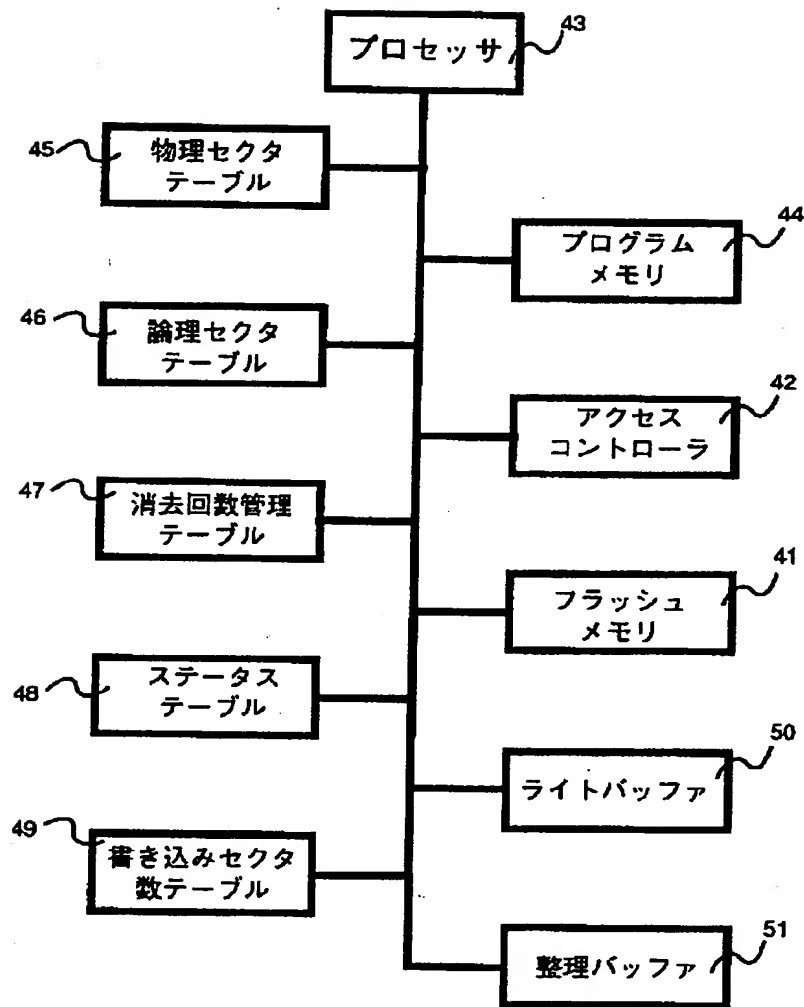 プロセッサ
43
45
物理セクタ
テーブル
44
プログラム
メモリ
46
論理セクタ
テーブル
42
アクセス
コントローラ
47
消去回数管理
テーブル
41
フラッシュ
メモリ
48
ステータス
テーブル
50
ライトバッファ
49
書き込みセクタ
数テーブル
51
整理バッファ